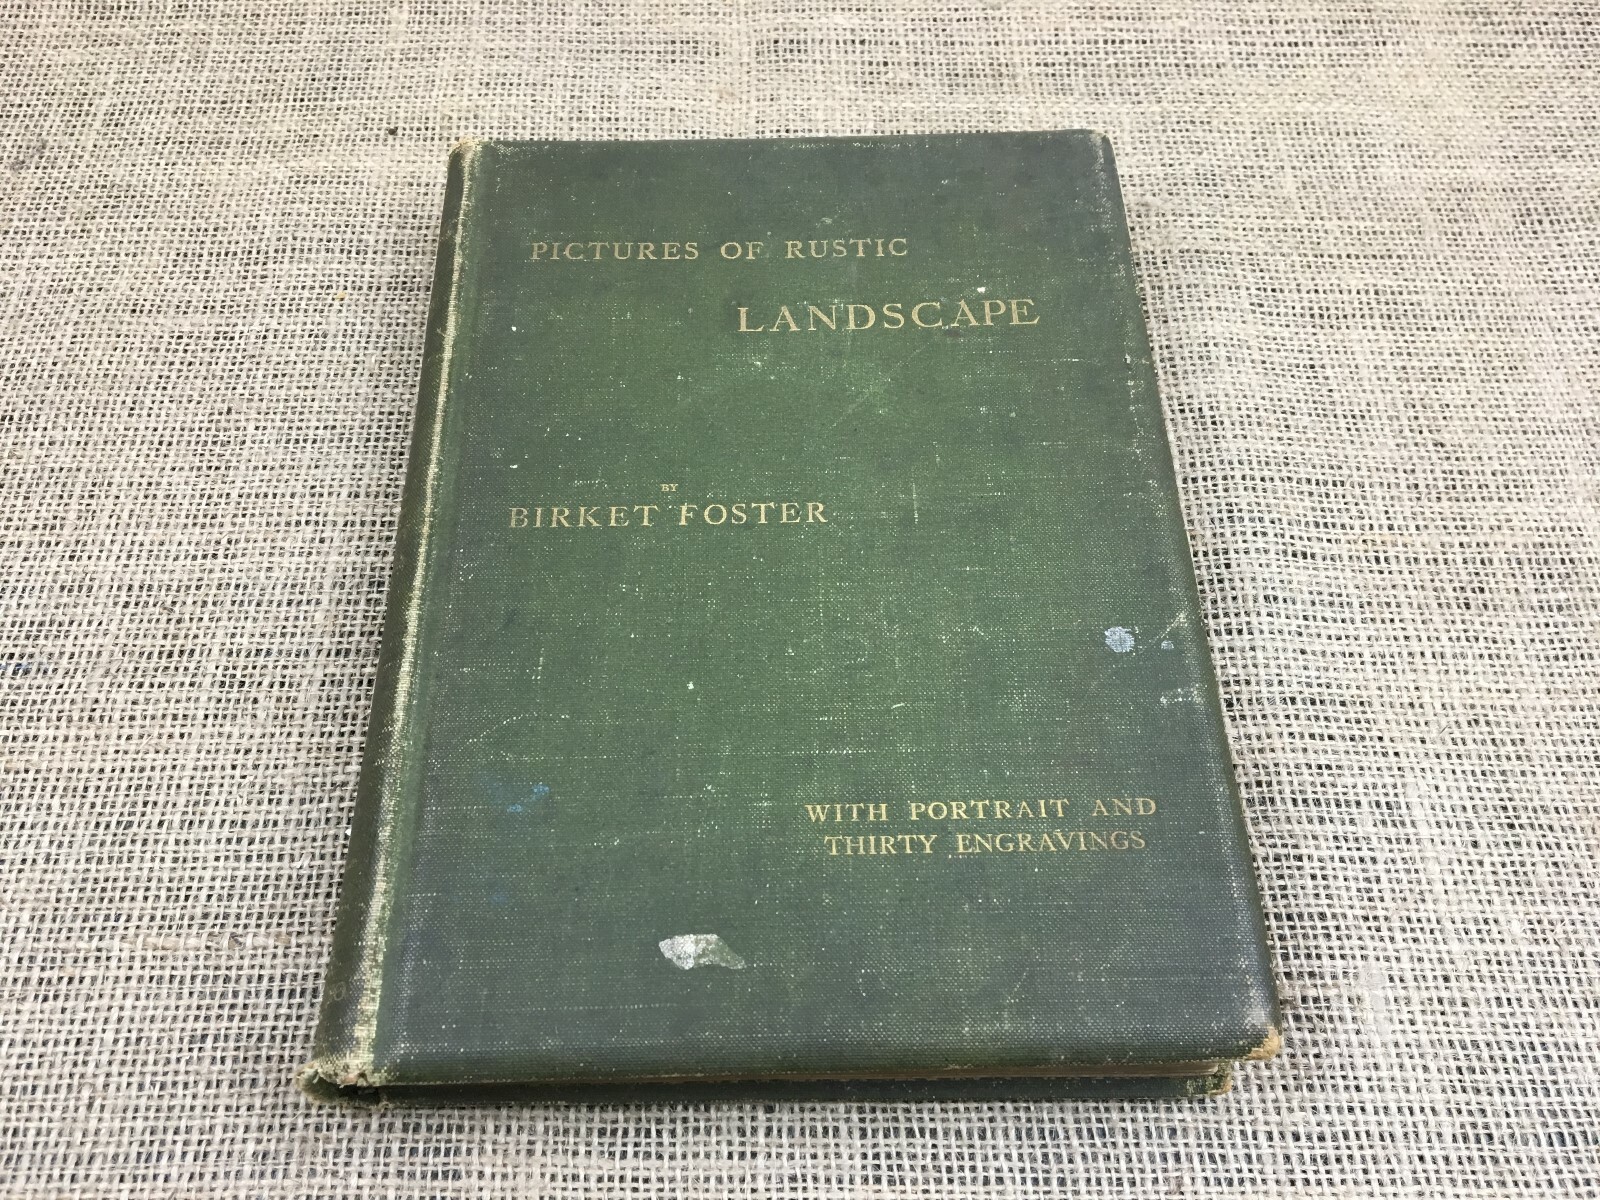 PICTURES OF RUSTIC
LANDSCAPE
BY
BIRKET FOSTER
WITH PORTRAIT AND
THIRTY ENGRAVINGS